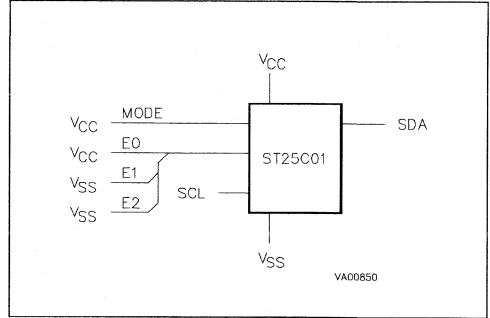 VCC
VCC MODE
SDA
VCC E0
ST25C01
VSS E1
SCL
VSS E2
VSS
VA00850